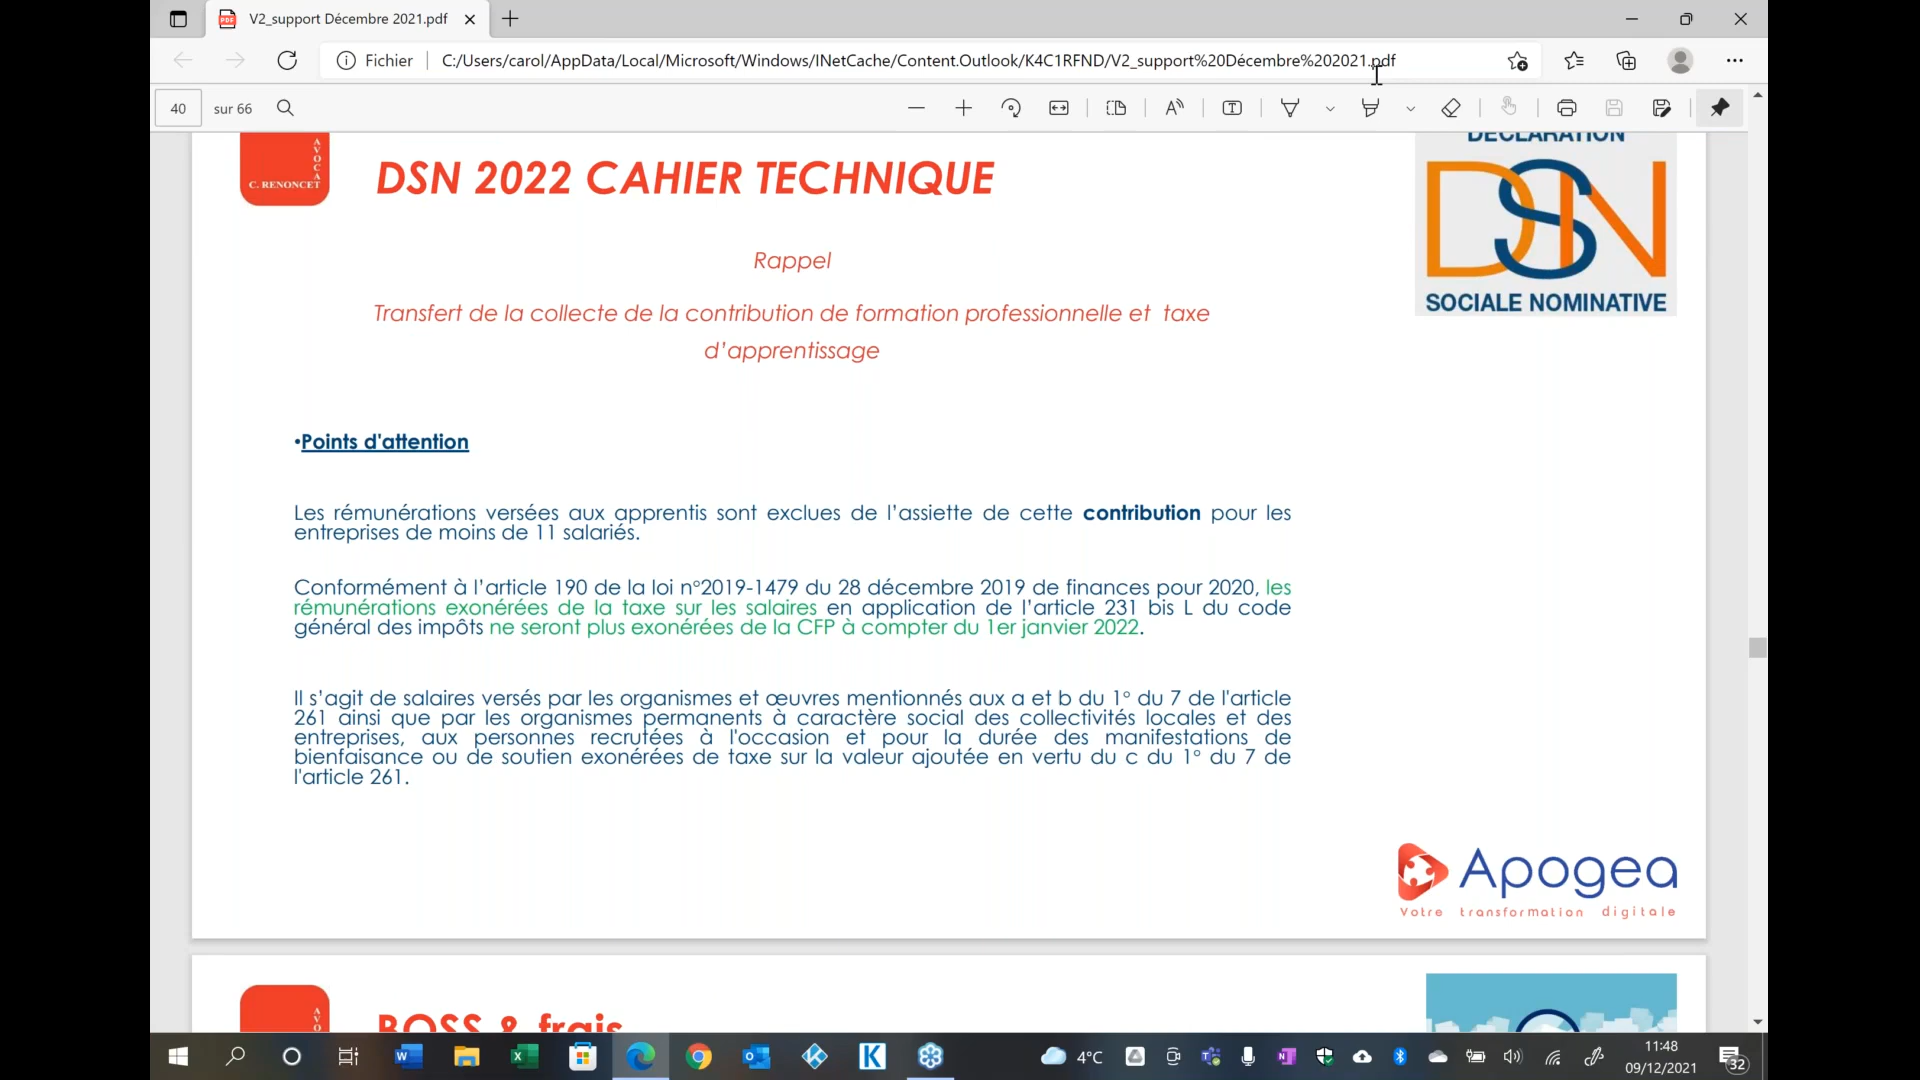 V2_support Décembre 2021.pdf
Fichier
C:/Users/carol/AppData/Local/Microsoft/Windows/INetCache/Content.Outlook/K4C1RFND/V2_support%20Décembre%202021.pdf
40 sur 66
AVOCA
C. RENONCET
DSN 2022 CAHIER TECHNIQUE
DÉCLARATION
DSN
SOCIALE NOMINATIVE
Rappel
Transfert de la collecte de la contribution de formation professionnelle et taxe
d’apprentissage
•Points d'attention
Les rémunérations versées aux apprentis sont exclues de l’assiette de cette contribution pour les
entreprises de moins de 11 salariés.
Conformément à l’article 190 de la loi n°2019-1479 du 28 décembre 2019 de finances pour 2020, les
rémunérations exonérées de la taxe sur les salaires en application de l’article 231 bis L du code
général des impôts ne seront plus exonérées de la CFP à compter du 1er janvier 2022.
Il s’agit de salaires versés par les organismes et œuvres mentionnés aux a et b du 1° du 7 de l'article
261 ainsi que par les organismes permanents à caractère social des collectivités locales et des
entreprises, aux personnes recrutées à l'occasion et pour la durée des manifestations de
bienfaisance ou de soutien exonérées de taxe sur la valeur ajoutée en vertu du c du 1° du 7 de
l'article 261.
Apogea
Votre transformation digitale
AVO
BOSS & frais
4°C
11:48
09/12/2021
32